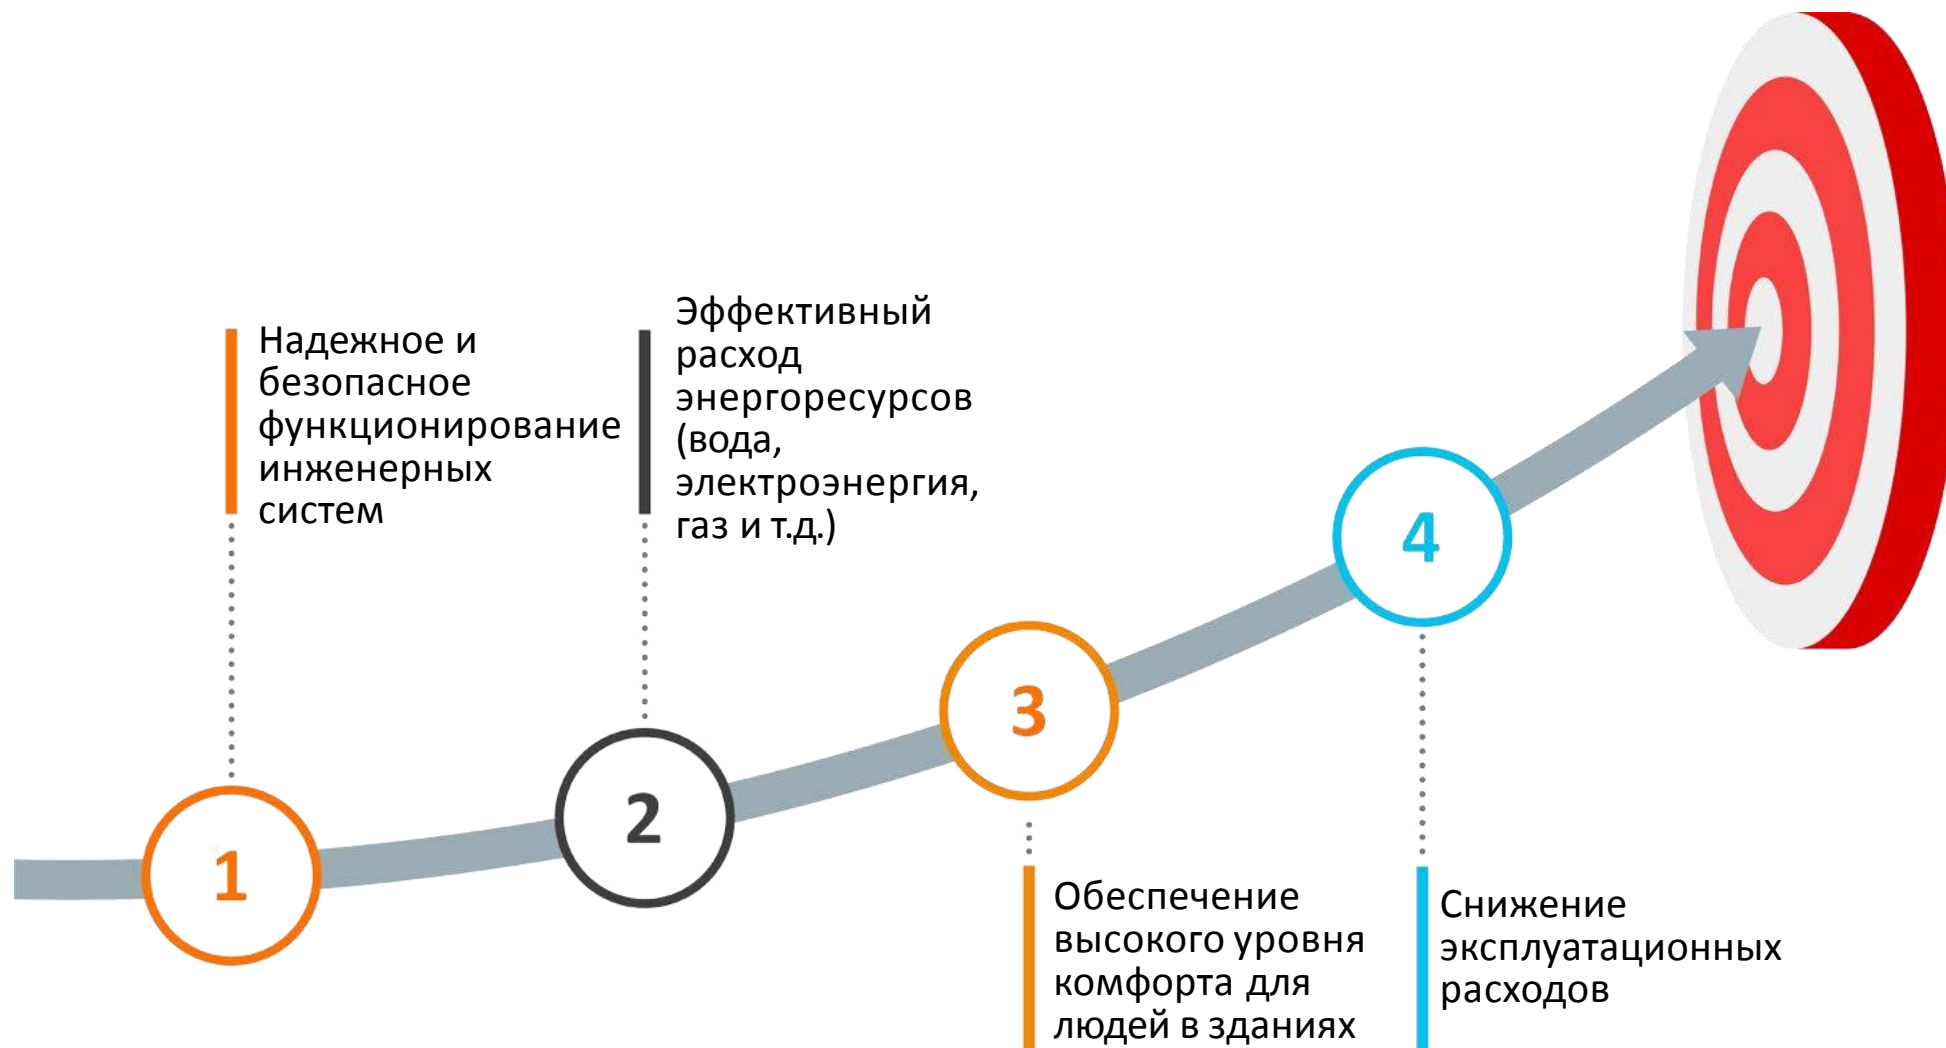 Надежное и
безопасное
функционирование
инженерных
систем
Эффективный
расход
энергоресурсов
(вода,
электроэнергия,
газ и т.д.)
1
2
3
4
Обеспечение
высокого уровня
комфорта для
людей в зданиях
Снижение
эксплуатационных
расходов